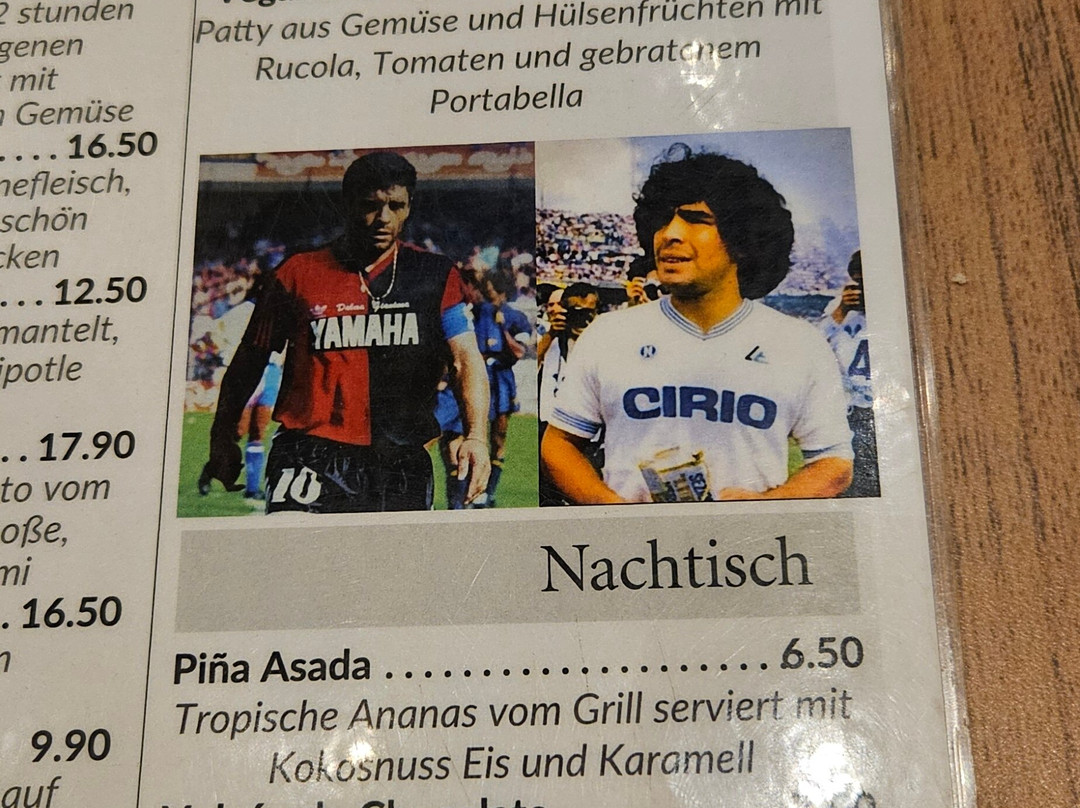 2 stunden
genen
mit
Gemüse
.... 16.50
nefleisch,
schön
cken
... 12.50
mantelt,
ipotle
.. 17.90
to vom
oße,
mi
. 16.50
9.90
auf
Patty aus Gemüse und Hülsenfrüchten mit
Rucola, Tomaten und gebratenem
Portabella
YAMAHA
10
CIRIO
Nachtisch
Piña Asada .................... 6.50
Tropische Ananas vom Grill serviert mit
Kokosnuss Eis und Karamell